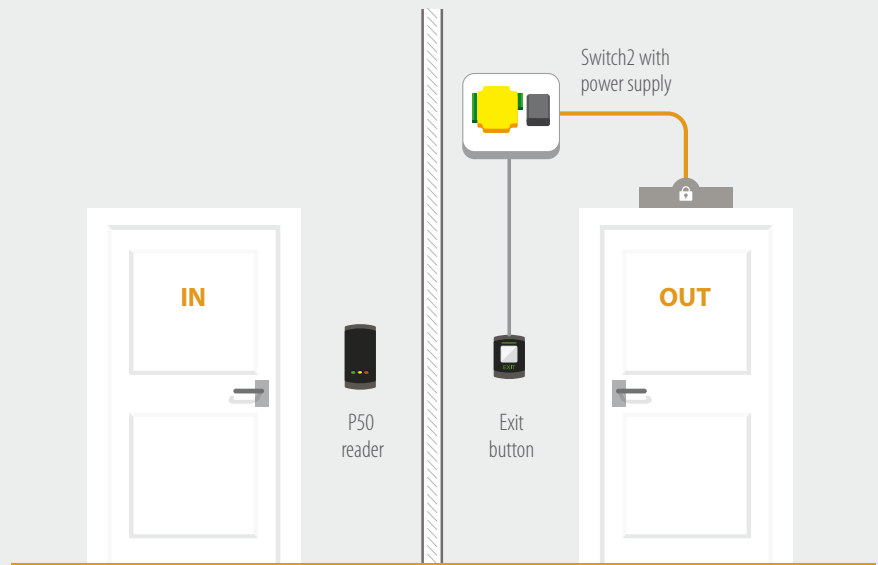 Switch2 with
power supply
IN
OUT
EXIT
P50
reader
Exit
button